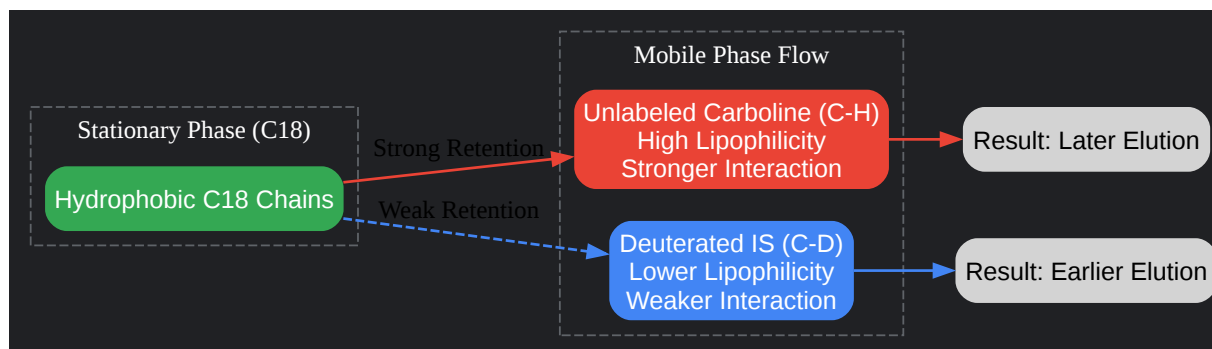 Stationary Phase (C18)
Hydrophobic C18 Chains
Strong Retention
Weak Retention
Mobile Phase Flow
Unlabeled Carboline (C-H)
High Lipophilicity
Stronger Interaction
Deuterated IS (C-D)
Lower Lipophilicity
Weaker Interaction
Result: Later Elution
Result: Earlier Elution